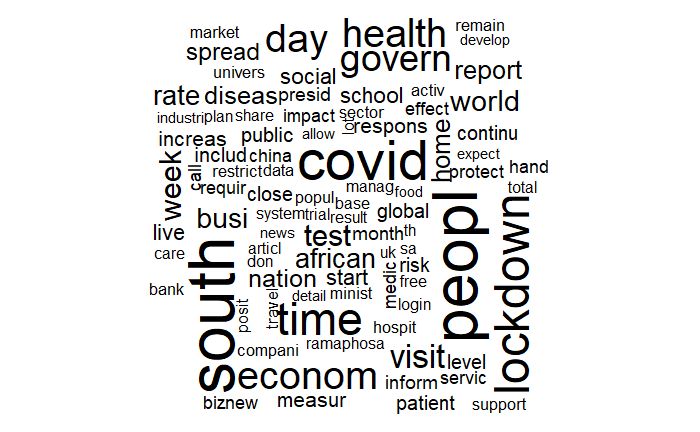 market
day
health
remain
develop
spread
govern
univers
social
report
rate
diseas
presid
school
activ
effect
world
industri
plan
share
impact
sector
lot
respons
continu
increas
public
allow
home
week
call
includ
china
covid
expect
restrict
data
protect
hand
total
requir
close
popul
manag
food
peopl
lockdown
live
busi
system
trial
base
result
global
care
south
articl
news
don
test
month
th
african
uk
sa
risk
bank
nation
start
medic
free
posit
travel
detail
minist
login
time
hospit
compani
ramaphosa
visit
level
econom
inform
servic
biznew
measur
patient
support